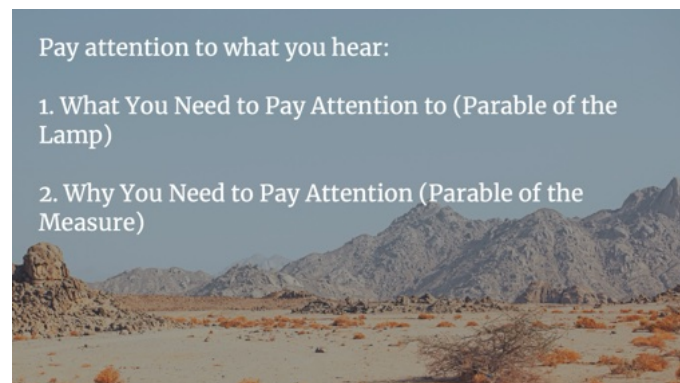 Pay attention to what you hear:
1. What You Need to Pay Attention to (Parable of the
Lamp)
2. Why You Need to Pay Attention (Parable of the
Measure)